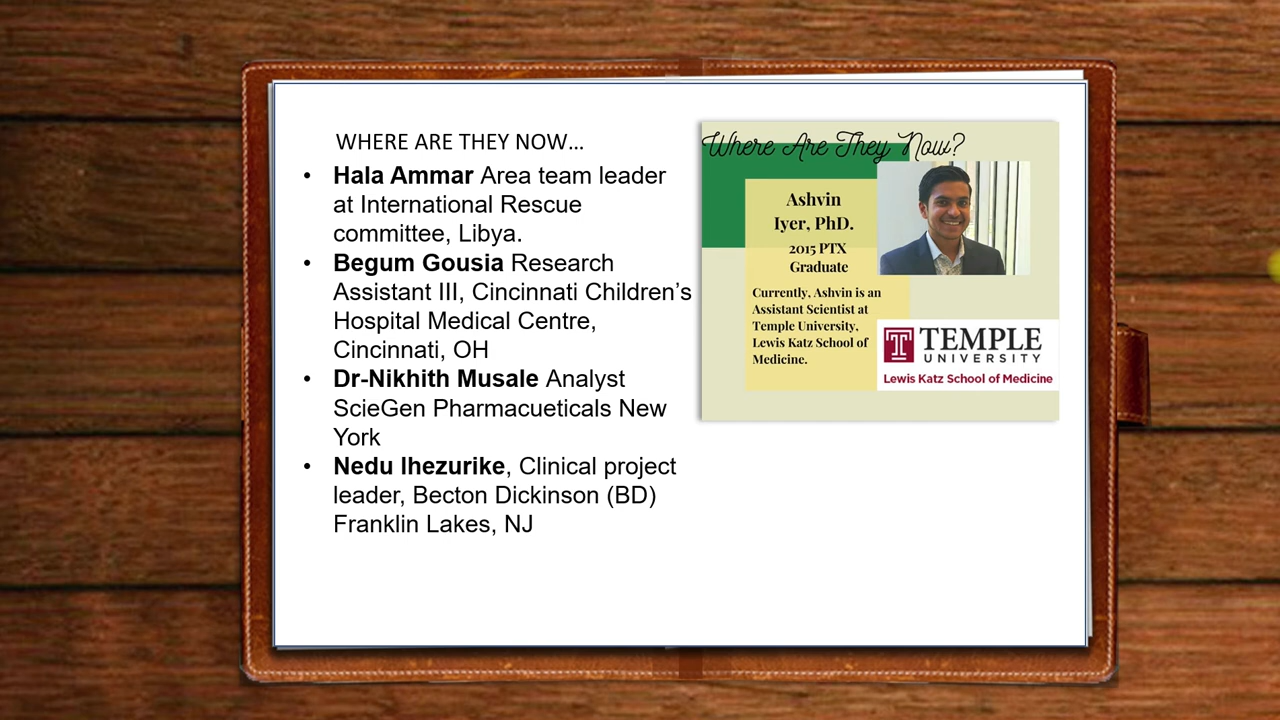 WHERE ARE THEY NOW...
• Hala Ammar Area team leader
at International Rescue
committee, Libya.
• Begum Gousia Research
Assistant III, Cincinnati Children’s
Hospital Medical Centre,
Cincinnati, OH
• Dr-Nikhith Musale Analyst
ScieGen Pharmacueticals New
York
• Nedu Ihezurike, Clinical project
leader, Becton Dickinson (BD)
Franklin Lakes, NJ
Where Are They Now?
Ashvin
Iyer, PhD.
2015 PTX
Graduate
Currently, Ashvin is an
Assistant Scientist at
Temple University,
Lewis Katz School of
Medicine.
T TEMPLE
UNIVERSITY
Lewis Katz School of Medicine